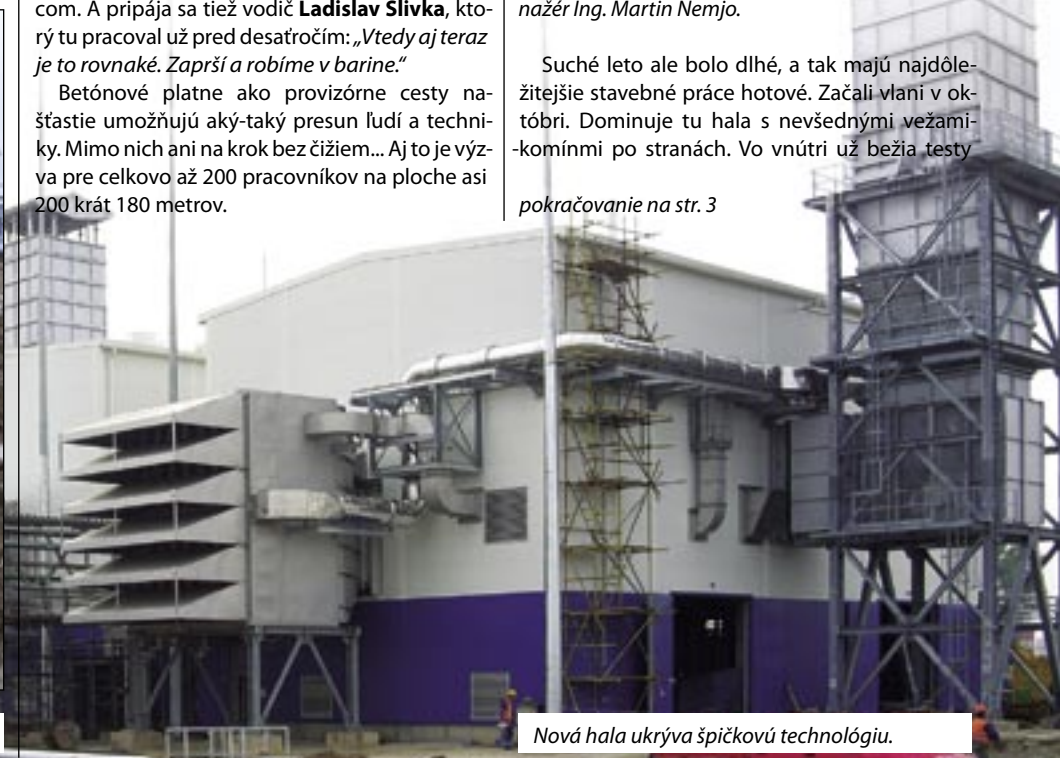 com. A pripája sa tiež vodič Ladislav Slivka, kto-
rý tu pracoval už pred desaťročím: „Vtedy aj teraz
je to rovnaké. Zaprší a robíme v barine.“
Betónové platne ako provizórne cesty na-
šťastie umožňujú aký-taký presun ľudí a techni-
ky. Mimo nich ani na krok bez čižiem... Aj to je výz-
va pre celkovo až 200 pracovníkov na ploche asi
200 krát 180 metrov.
nažér Ing. Martin Nemjo.
Suché leto ale bolo dlhé, a tak majú najdôle-
žitejšie stavebné práce hotové. Začali vlani v ok-
tóbri. Dominuje tu hala s nevšednými vežami-
-komínmi po stranách. Vo vnútri už bežia testy
pokračovanie na str. 3
Nová hala ukrýva špičkovú technológiu.